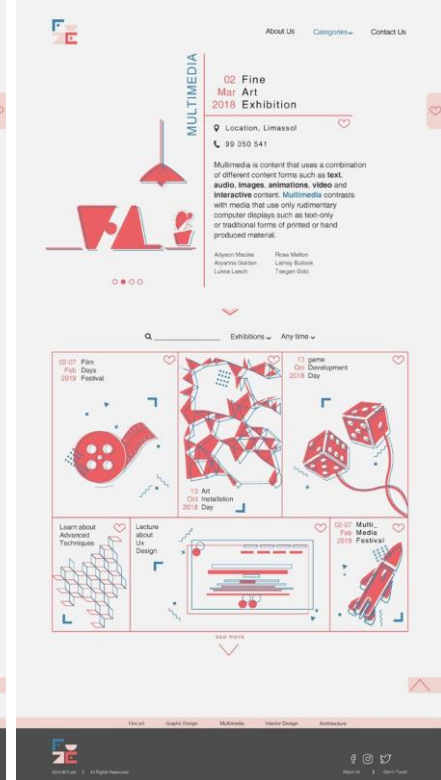 About Us Categories Contact Us
MULTIMEDIA
02 Fine
Mar Art
2018 Exhibition
Location, Limassol
99 350 541
Multimedia is content that uses a combination
of different content forms such as text,
audio, images, animations, video and
interactive content. Multimedia contrasts
with media that use only rudimentary
computer displays such as text-only
or traditional forms of printed or hand
produced material.
Adyson Macias Rose Melton
Aryanna Golden Lainey Bullock
Lukas Leach Teagan Soto
Exhibitions Any time
02-07 Film
Feb Days
2019 Festival
13 game
Oct Development
2018 Day
13 Art
Oct Installation
2018 Day
Learn about
Advanced
Techniques
Lecture
about
Ux
Design
02-07 Multi_
Feb Media
2019 Festival
see more
Fine art Graphic Design Multimedia Interior Design Architecture
All Rights Reserved
About Us | Get In Touch